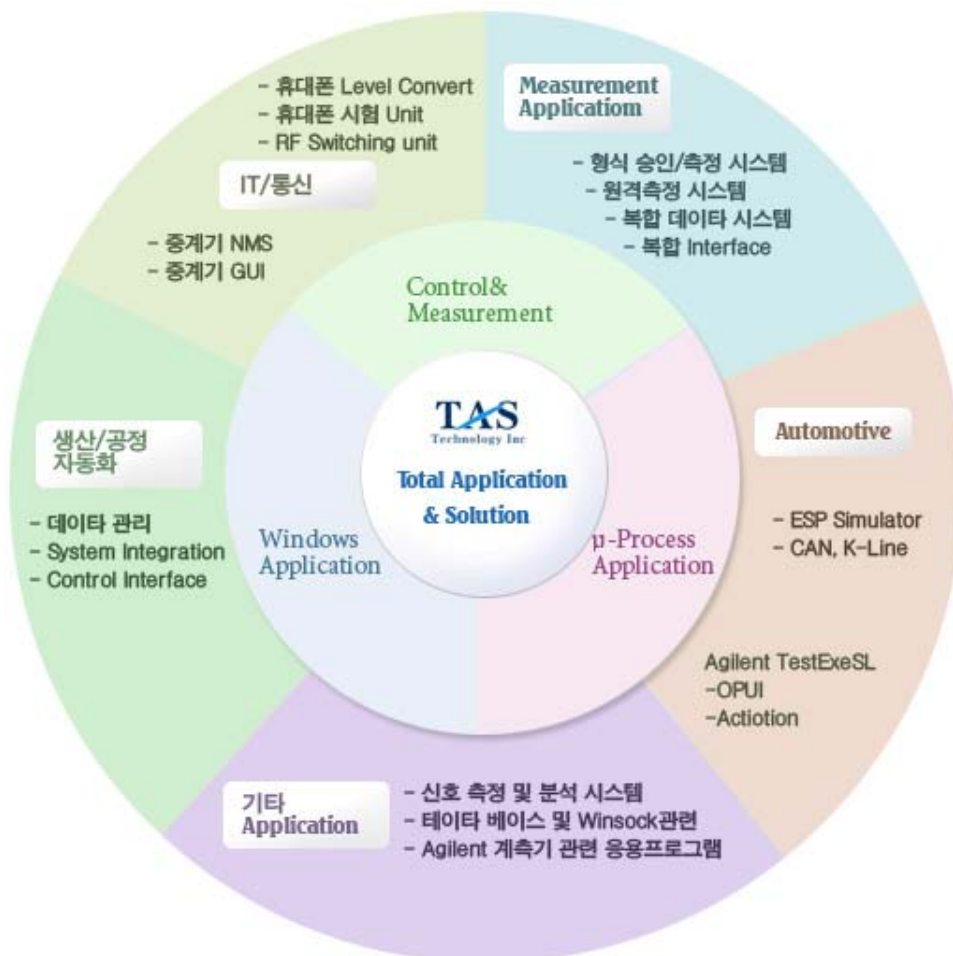 - 휴대폰 Level Convert
- 휴대폰 시험 Unit
- RF Switching unit
IT/통신
- 중계기 NMS
- 중계기 GUI
Measurement
Applicatiom
- 형식 승인/측정 시스템
- 원격측정 시스템
- 복합 데이타 시스템
- 복합 Interface
Control&
Measurement
TAS
Technology Inc
Total Application
& Solution
Windows
Application
μ-Process
Application
생산/공정
자동화
- 데이타 관리
- System Integration
- Control Interface
Automotive
- ESP Simulator
- CAN, K-Line
Agilent TestExeSL
-OPUI
-Actiotion
기타
Application
- 신호 측정 및 분석 시스템
- 테이타 베이스 및 Winsock관련
- Agilent 계측기 관련 응용프로그램